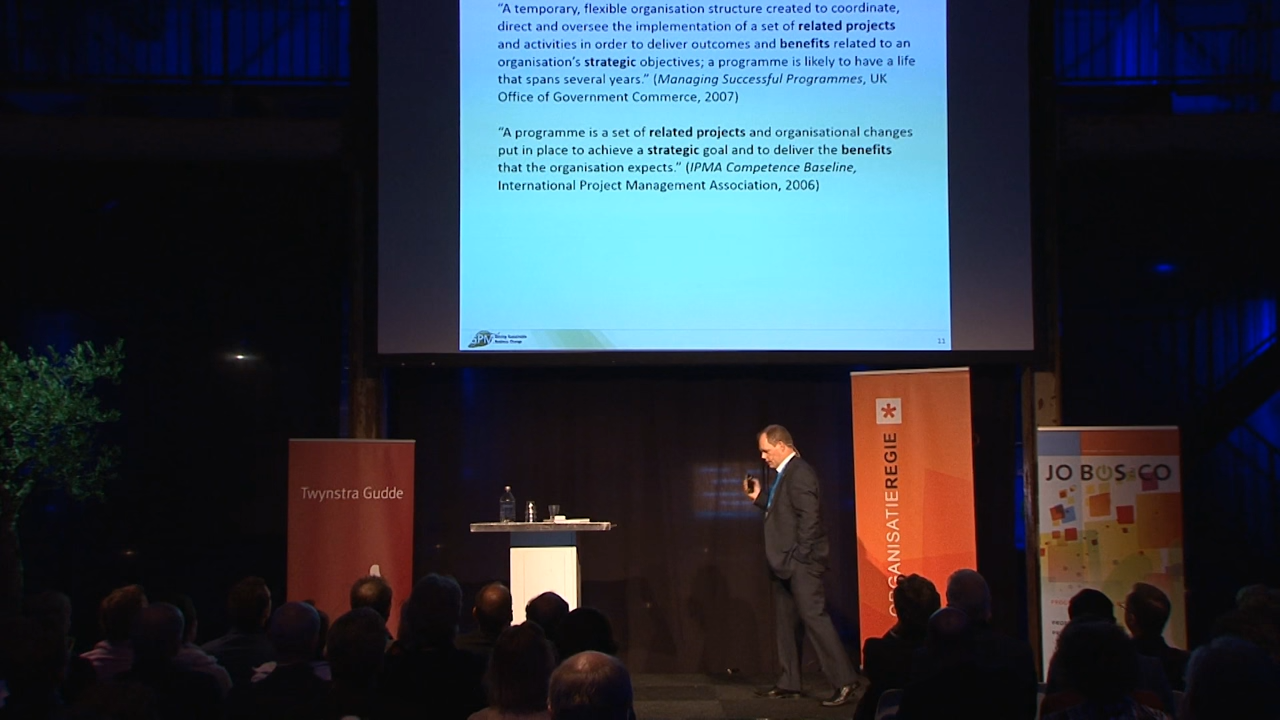 “A temporary, flexible organisation structure created to coordinate,
direct and oversee the implementation of a set of related projects
and activities in order to deliver outcomes and benefits related to an
organisation’s strategic objectives; a programme is likely to have a life
that spans several years.” (Managing Successful Programmes, UK
Office of Government Commerce, 2007)
“A programme is a set of related projects and organisational changes
put in place to achieve a strategic goal and to deliver the benefits
that the organisation expects.” (IPMA Competence Baseline,
International Project Management Association, 2006)
11
Twynstra Gudde
ORGANISATIEREGIE
JO BOS & CO